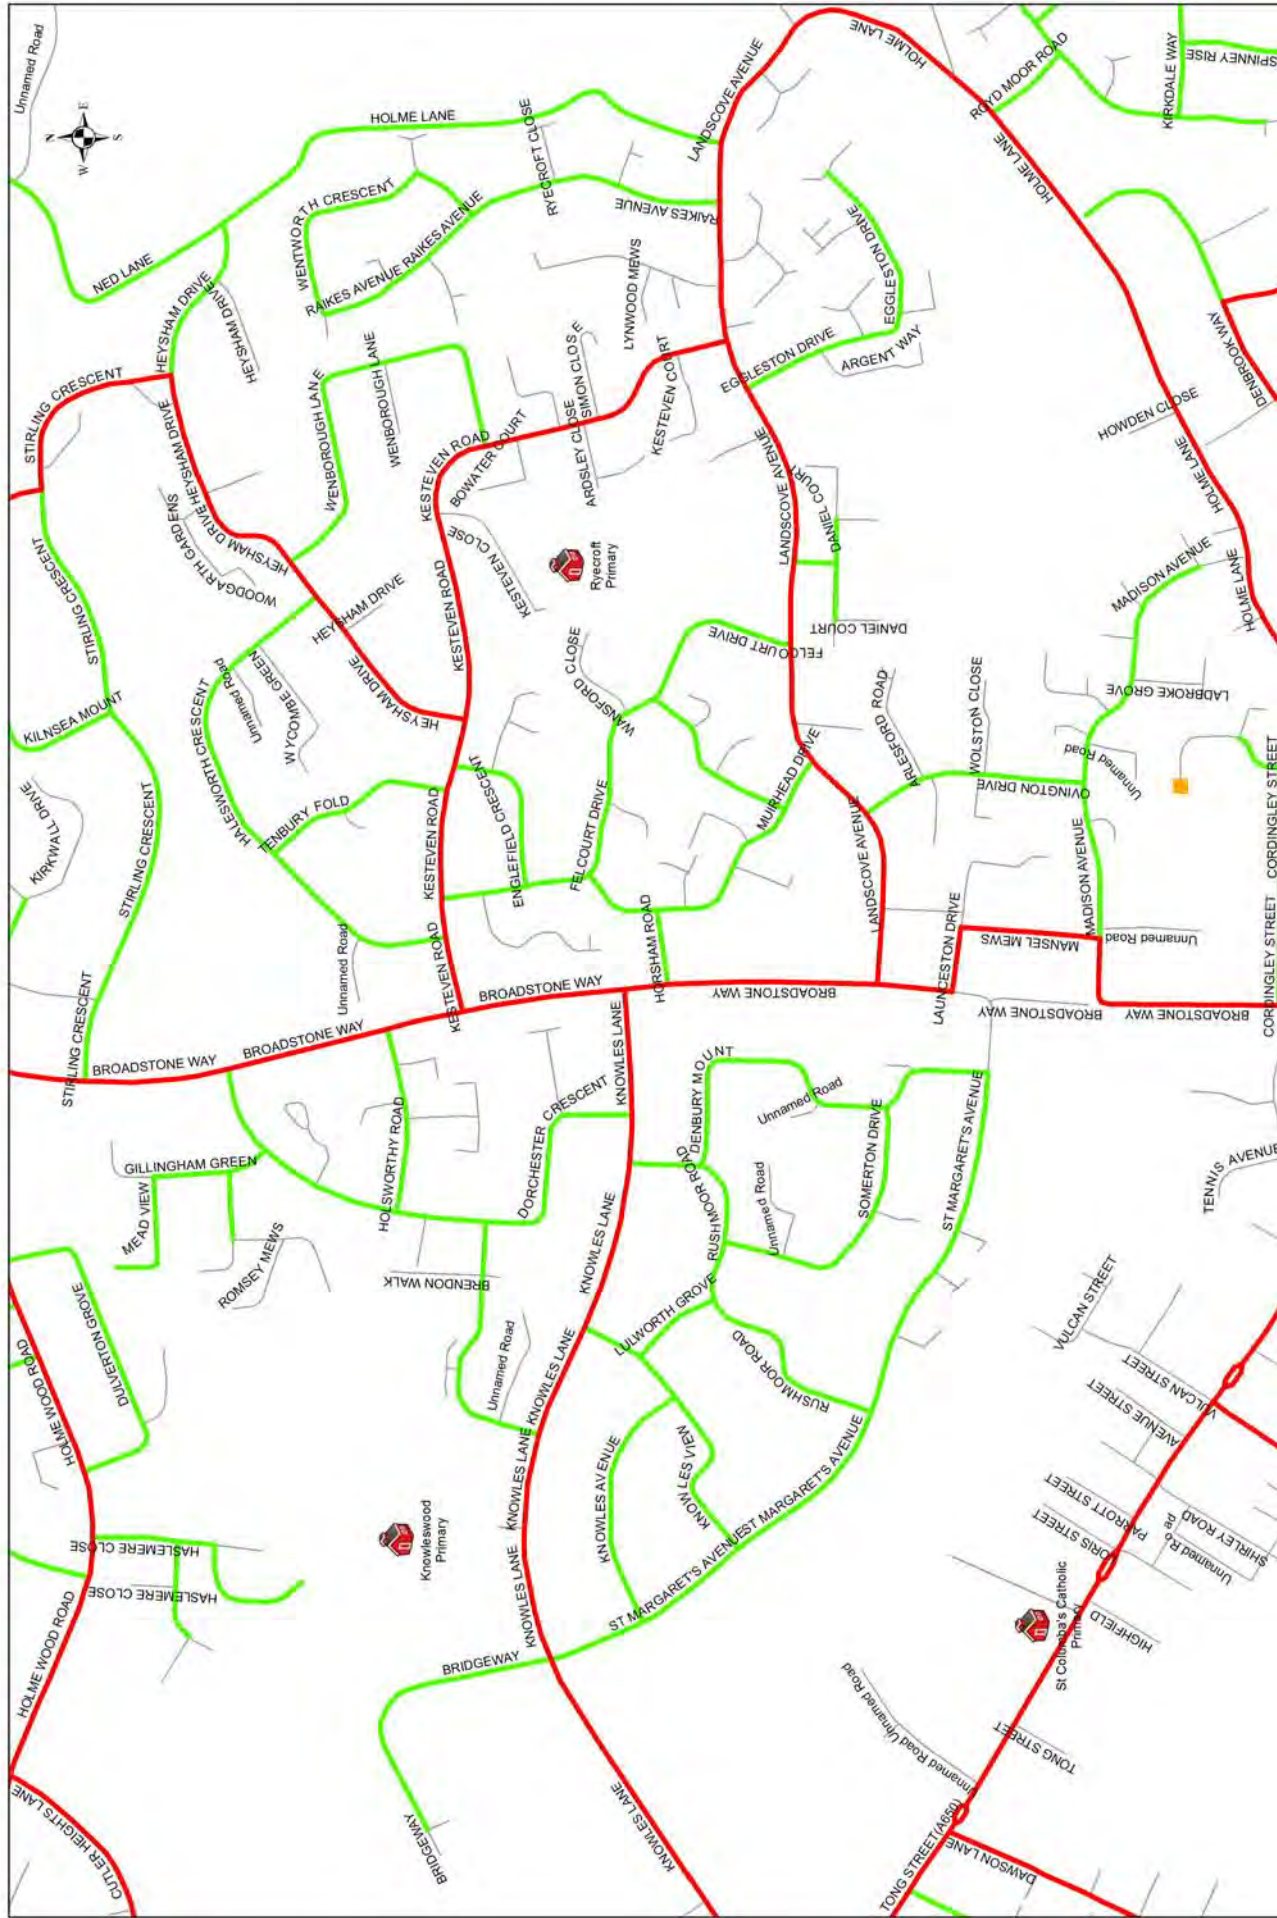 Unnamed Road
N
E
S
W
HOLME LANE
LANDSCOVE AVENUE
HOLME LANE
ROYD MOOR ROAD
KIRKDALE WAY
SPINNEY RISE
NED LANE
WENTWORTH CRESCENT
RYECROFT CLOSE
RAIKES AVENUE
RAIKES AVENUE
RAIKES AVENUE
HOLME LANE
STIRLING CRESCENT
HEYSHAM DRIVE
HEYSHAM DRIVE
HEYSHAM DRIVE
LYNWOOD MEWS
EGGLESTON DRIVE
EGGLESTON DRIVE
ARGENT WAY
DENBROOK WAY
HEYSHAM DRIVE
WENBOROUGH LANE
WENBOROUGH LANE
SIMON CLOSE
KESTEVEN COURT
HOWDEN CLOSE
STIRLING CRESCENT
WOODGARTH GARDENS
HEYSHAM DRIVE
HEYSHAM DRIVE
KESTEVEN ROAD
BOWATER COURT
ARDSLEY CLOSE
LANDSCOVE AVENUE
LANDSCOVE AVENUE
DANIEL COURT
HOLME LANE
HOLME LANE
KESTEVEN CLOSE
KESTEVEN ROAD
Ryecroft
Primary
DANIEL COURT
MADISON AVENUE
HOLME LANE
KILNSEA MOUNT
HALESWORTH CRESCENT
Unnamed Road
WYCOMBE GREEN
HEYSHAM DRIVE
HEYSHAM DRIVE
WANSFORD CLOSE
FELCOURT DRIVE
ARLESFORD ROAD
WOLSTON CLOSE
LADBROKE GROVE
Unnamed Road
KIRKWALL DRIVE
STIRLING CRESCENT
TENBURY FOLD
KESTEVEN ROAD
ENGLEFIELD CRESCENT
FELCOURT DRIVE
MUIRHEAD DRIVE
LANDSCOVE AVENUE
OVINGTON DRIVE
MADISON AVENUE
CORDINGLEY STREET
STIRLING CRESCENT
Unnamed Road
KESTEVEN ROAD
HORSHAM ROAD
LAUNCESTON DRIVE
MANSEL MEWS
Unnamed Road
CORDINGLEY STREET
BROADSTONE WAY
BROADSTONE WAY
BROADSTONE WAY
BROADSTONE WAY
BROADSTONE WAY
BROADSTONE WAY
KNOWLES LANE
DENBURY MOUNT
Unnamed Road
GILLINGHAM GREEN
MEAD VIEW
HOLSWORTHY ROAD
DORCHESTER CRESCENT
RUSHMOOR ROAD
Unnamed Road
SOMERTON DRIVE
ST MARGARET'S AVENUE
TENNIS AVENUE
ROMSEY MEWS
BRENDON WALK
KNOWLES LANE
LULWORTH GROVE
VULCAN STREET
DULVERTON GROVE
HOLME WOOD ROAD
Unnamed Road
KNOWLES LANE
RUSHMOOR ROAD
VULCAN STREET
AVENUE STREET
KNOWLES LANE
KNOWLES AVENUE
KNOWLES VIEW
ST MARGARET'S AVENUE
HASLEMERE CLOSE
HASLEMERE CLOSE
Knowleswood
Primary
KNOWLES LANE
PARROTT STREET
DORIS STREET
Unnamed Road
SHIRLEY ROAD
HOLME WOOD ROAD
BRIDGEWAY
ST MARGARET'S AVENUE
St Columba's Catholic
Primary
HIGHFIELD
CUTLER HEIGHTS LANE
BRIDGEWAY
KNOWLES LANE
Unnamed Road
Unnamed Road
TONG STREET
TONG STREET(A650)
DAWSON LANE